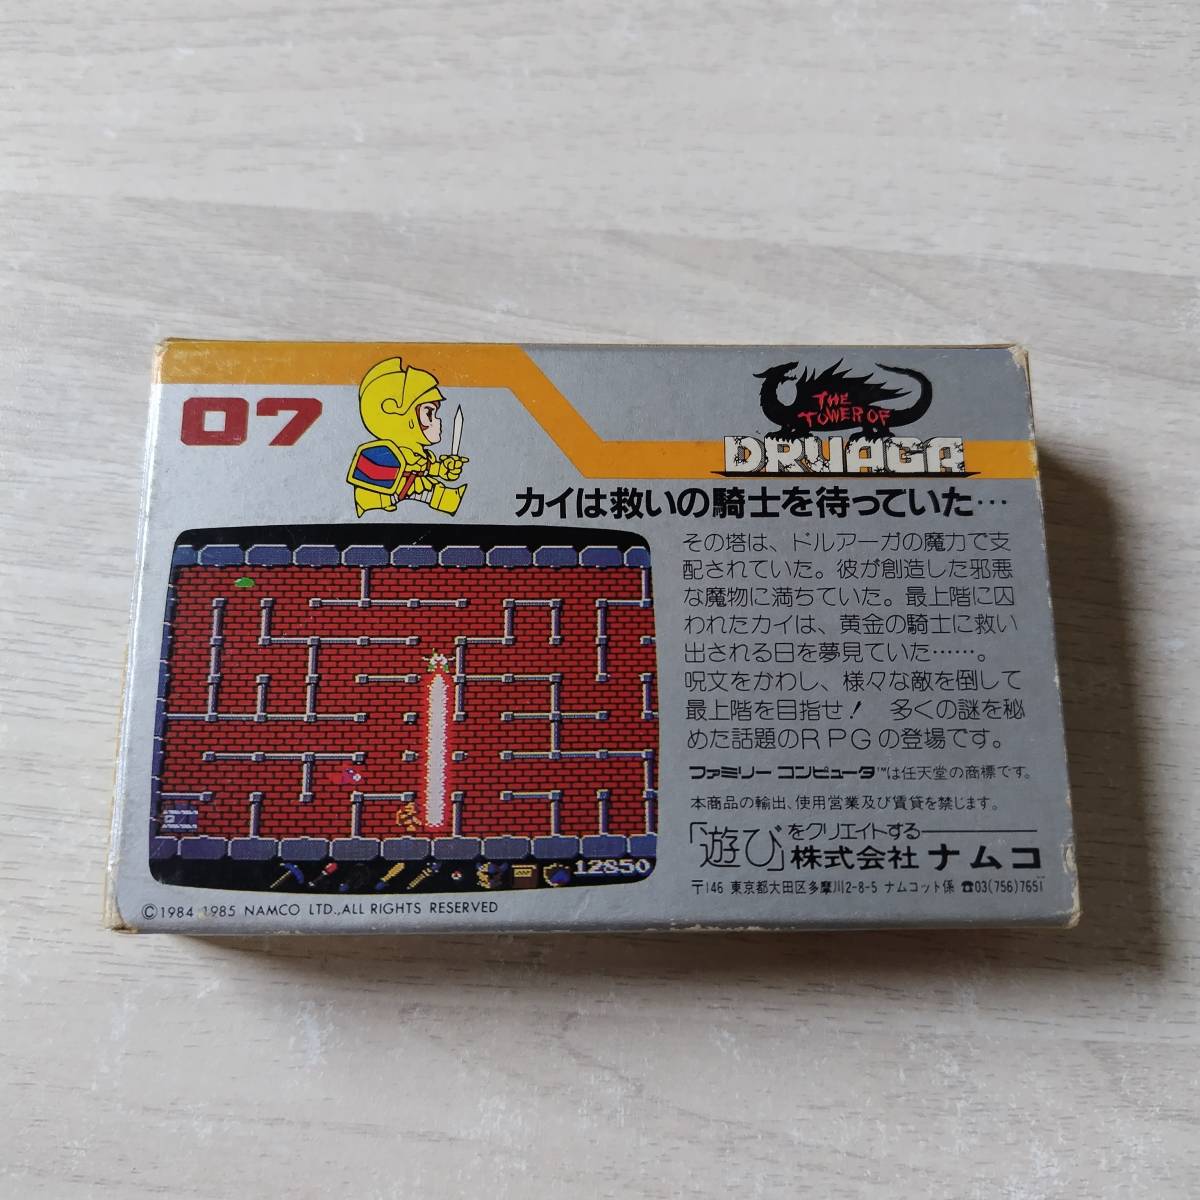 07
THE
TOWER OF
DRUAGA
カイは救いの騎士を待っていた…
その塔は、ドルアーガの魔力で支
配されていた。彼が創造した邪悪
な魔物に満ちていた。最上階に囚
われたカイは、黄金の騎士に救い
出される日を夢見ていた……。
呪文をかわし、様々な敵を倒して
最上階を目指せ! 多くの謎を秘
めた話題のRPGの登場です。
ファミリー コンピュータ™は任天堂の商標です。
本商品の輸出、使用営業及び賃貸を禁じます。
「遊び」をクリエイトする
株式会社 ナムコ
〒146 東京都大田区多摩川2-8-5 ナムコット係 ☎03(756)7651
12850
©1984 1985 NAMCO LTD.,ALL RIGHTS RESERVED